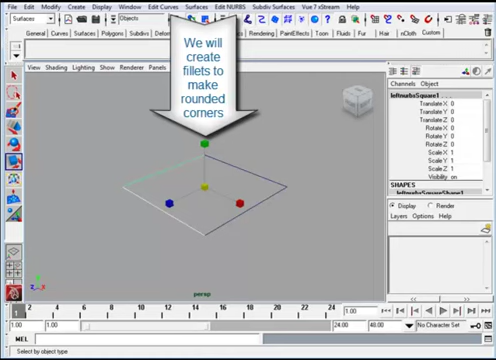 File Edit Modify Create Display Window Edit Curves Surfaces Edit NURBS Subdiv Surfaces Vue 7 xStream Help
Surfaces Objects
General Curves Surfaces Polygons Subdivs Rendering PaintEffects Toon Muscle Fluids Fur Hair nCloth Custom
View Shading Lighting Show Renderer Panels
We will
create
fillets to
make
rounded
corners
Channels Object
leftnurbsSquare1 . . .
Translate X 0
Translate Y 0
Translate Z 0
Rotate X 0
Rotate Y 0
Rotate Z 0
Scale X 1
Scale Y 1
Scale Z 1
Visibility on
SHAPES
leftnurbsSquareShape1
Display Render
Layers Options Help
persp
2 4 6 8 10 12 14 16 18 20 22 24 1.00
1.00 1.00 24.00 48.00 No Character Set
MEL
Select by object type